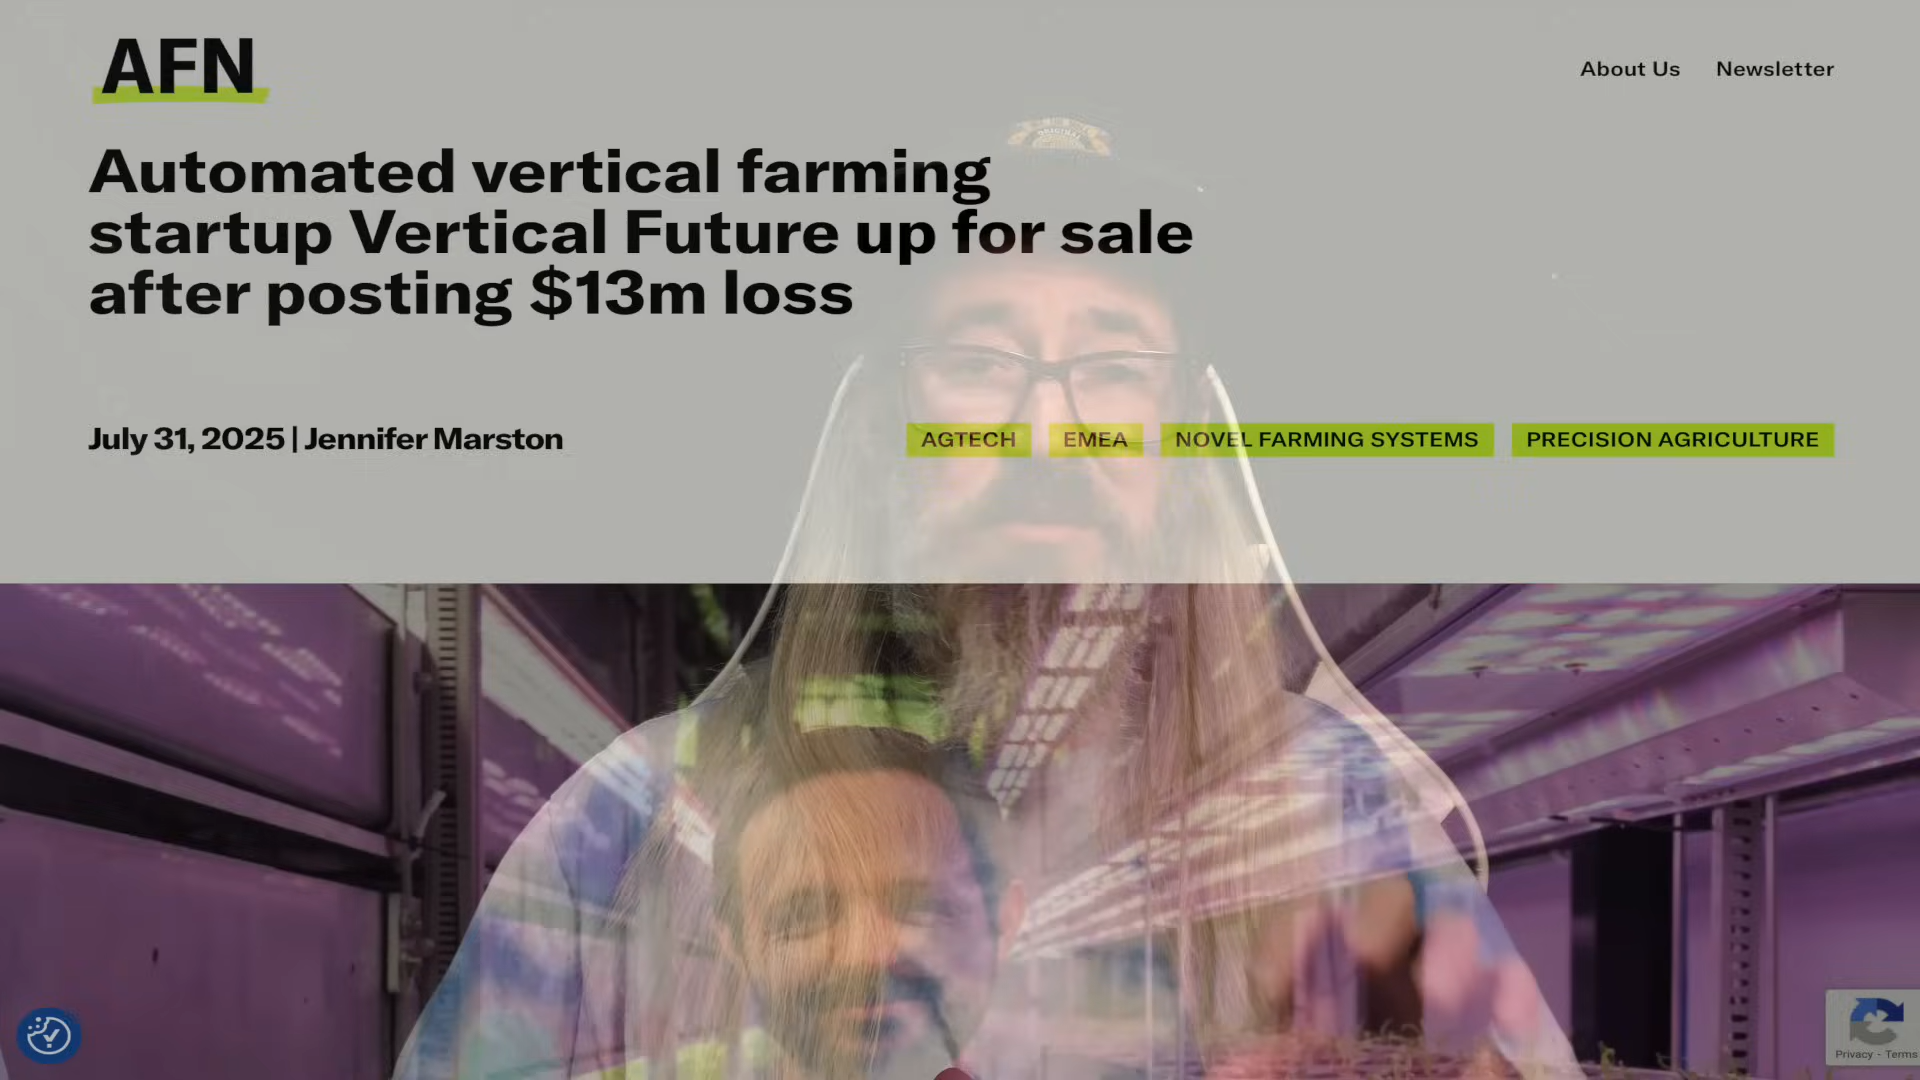 AFN
About Us
Newsletter
ORIGINAL
Automated vertical farming
startup Vertical Future up for sale
after posting $13m loss
July 31, 2025 | Jennifer Marston
AGTECH
EMEA
NOVEL FARMING SYSTEMS
PRECISION AGRICULTURE
Privacy - Terms